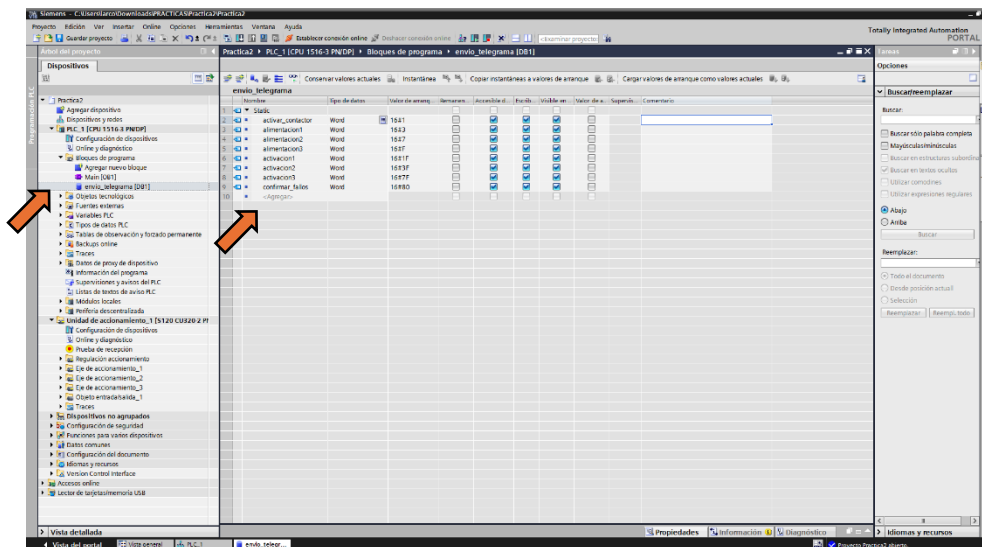 Siemens - C:\Users\larco\Downloads\PRACTICAS\Practica2\Practica2
Proyecto Edición Ver Insertar Online Opciones Herramientas Ventana Ayuda
Guardar proyecto Establecer conexión online Deshacer conexión online <Examinar proyecto>
Totally Integrated Automation
PORTAL
Árbol del proyecto
Practica2 PLC_1 [CPU 1516-3 PN/DP] Bloques de programa envio_telegrama [DB1]
Tareas
Dispositivos
Opciones
Conservar valores actuales Instantánea Copiar instantáneas a valores de arranque Cargar valores de arranque como valores actuales
envio_telegrama
Nombre Tipo de datos Valor de arranq... Remanen... Accesible d... Escrib... Visible en... Valor de a... Supervis... Comentario
1 Static
2 activar_contactor Word 16#1
3 alimentacion1 Word 16#3
4 alimentacion2 Word 16#7
5 alimentacion3 Word 16#F
6 activacion1 Word 16#1F
7 activacion2 Word 16#3F
8 activacion3 Word 16#7F
9 confirmar_fallos Word 16#80
10 <Agregar>
Practica2
Agregar dispositivo
Dispositivos y redes
PLC_1 [CPU 1516-3 PN/DP]
Configuración de dispositivos
Online y diagnóstico
Bloques de programa
Agregar nuevo bloque
Main [OB1]
envio_telegrama [DB1]
Objetos tecnológicos
Fuentes externas
Variables PLC
Tipos de datos PLC
Tablas de observación y forzado permanente
Backups online
Traces
Datos de proxy de dispositivo
Información del programa
Supervisiones y avisos del PLC
Listas de textos de aviso PLC
Módulos locales
Periferia descentralizada
Unidad de accionamiento_1 [S120 CU320-2 PN
Configuración de dispositivos
Online y diagnóstico
Prueba de recepción
Regulación accionamiento
Eje de accionamiento_1
Eje de accionamiento_2
Eje de accionamiento_3
Objeto entrada/salida_1
Traces
Dispositivos no agrupados
Configuración de seguridad
Funciones para varios dispositivos
Datos comunes
Configuración del documento
Idiomas y recursos
Version Control Interface
Accesos online
Lector de tarjetas/memoria USB
Buscar/reemplazar
Buscar:
Buscar sólo palabra completa
Mayúsculas/minúsculas
Buscar en estructuras subordina
Buscar en textos ocultos
Utilizar comodines
Utilizar expresiones regulares
Abajo
Arriba
Buscar
Reemplazar:
Todo el documento
Desde posición actual
Selección
Reemplazar Reempl. todo
Propiedades Información Diagnóstico
Vista detallada
Idiomas y recursos
Vista del portal Vista general PLC_1 envio_telegr...
Proyecto Practica2 abierto.